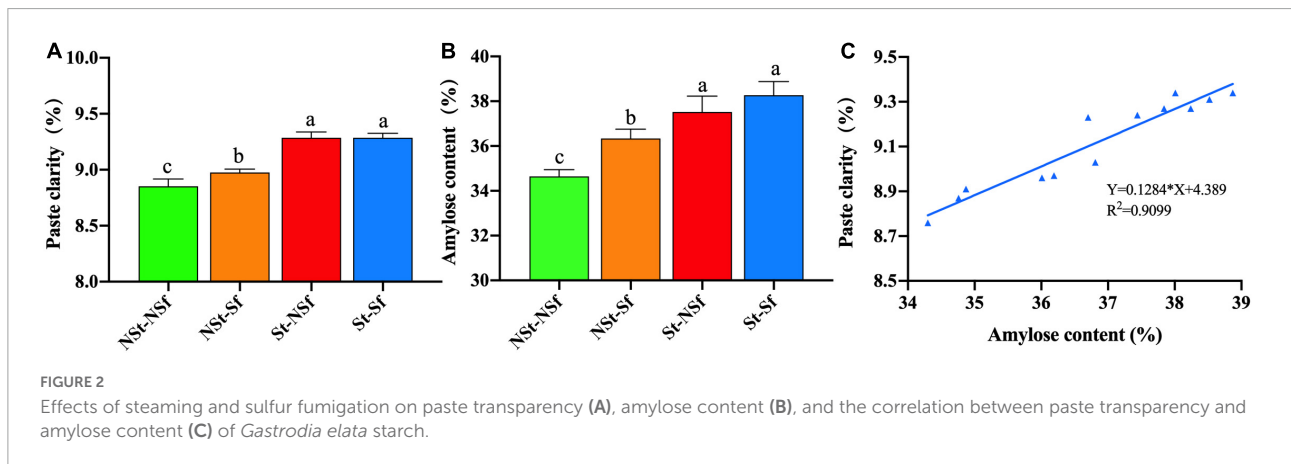 A
10.0
9.5
9.0
8.5
8.0
Paste clarity (%)
c
b
a
a
NSt-NSf
NSt-Sf
St-NSf
St-Sf
B
40
38
36
34
32
30
Amylose content (%)
c
b
a
a
NSt-NSf
NSt-Sf
St-NSf
St-Sf
C
9.5
9.3
9.1
8.9
8.7
8.5
Paste clarity (%)
Y=0.1284*X+4.389
R²=0.9099
34 35 36 37 38 39
Amylose content (%)
FIGURE 2
Effects of steaming and sulfur fumigation on paste transparency (A), amylose content (B), and the correlation between paste transparency and
amylose content (C) of Gastrodia elata starch.